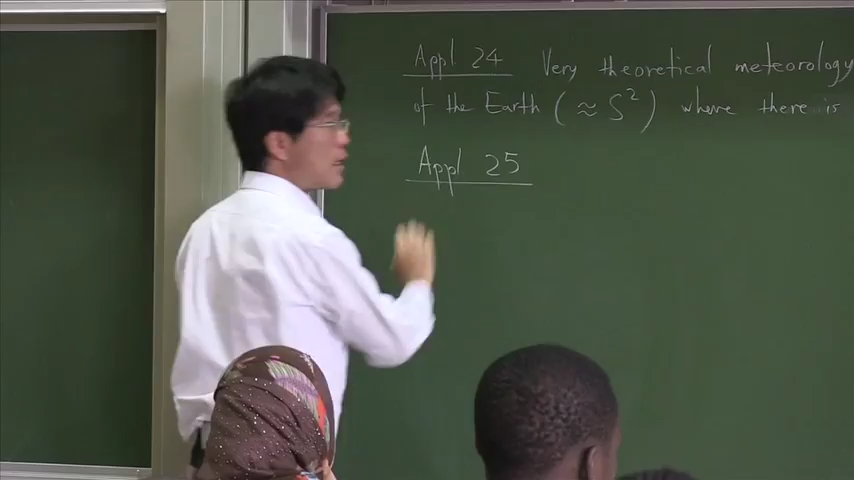 Appl 24 Very theoretical meteorology
of the Earth (≈ S²) where there is
Appl 25